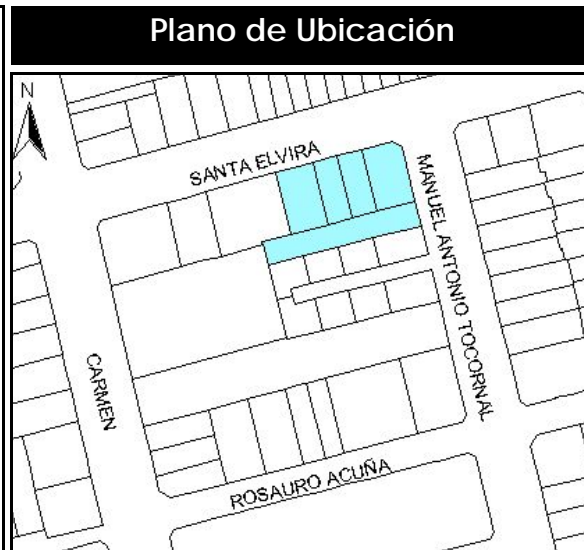 Plano de Ubicación
N
SANTA ELVIRA
MANUEL ANTONIO TOCORNAL
CARMEN
ROSAURO ACUÑA